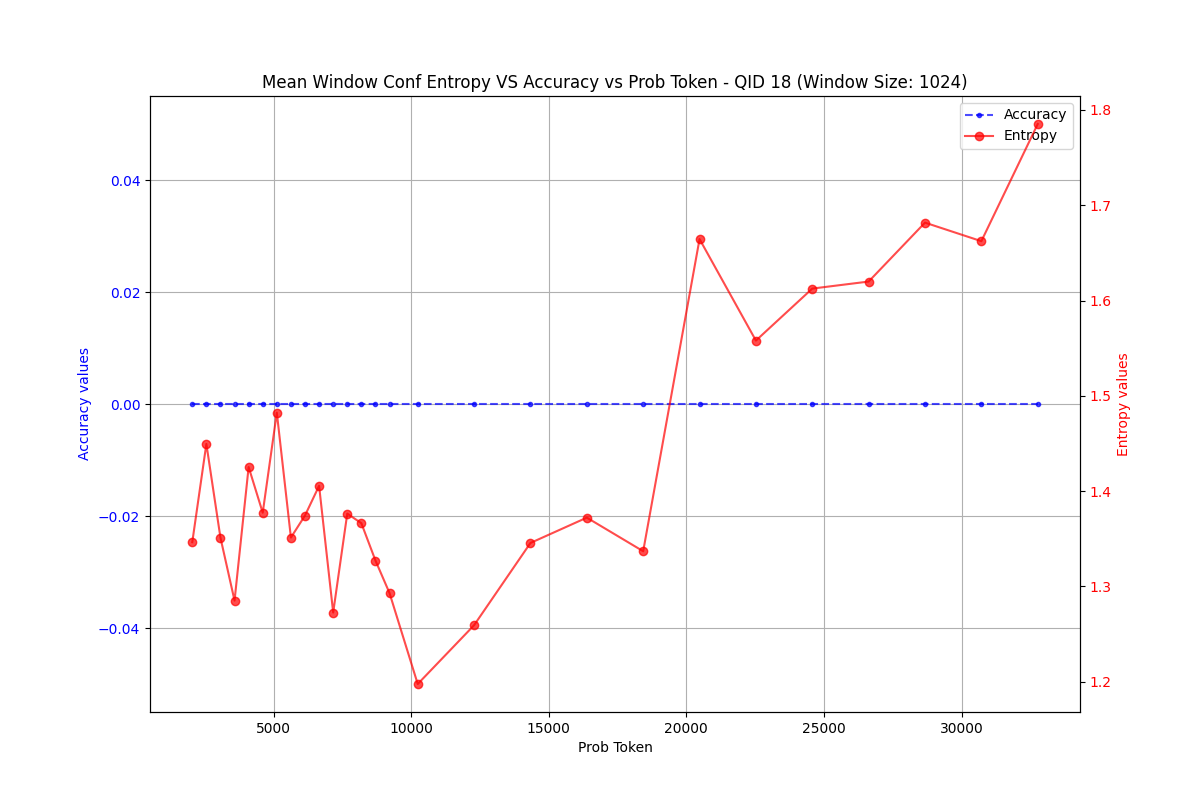 Mean Window Conf Entropy VS Accuracy vs Prob Token - QID 18 (Window Size: 1024)
Accuracy
Entropy
0.04
0.02
0.00
−0.02
−0.04
Accuracy values
1.8
1.7
1.6
1.5
1.4
1.3
1.2
Entropy values
5000 10000 15000 20000 25000 30000
Prob Token